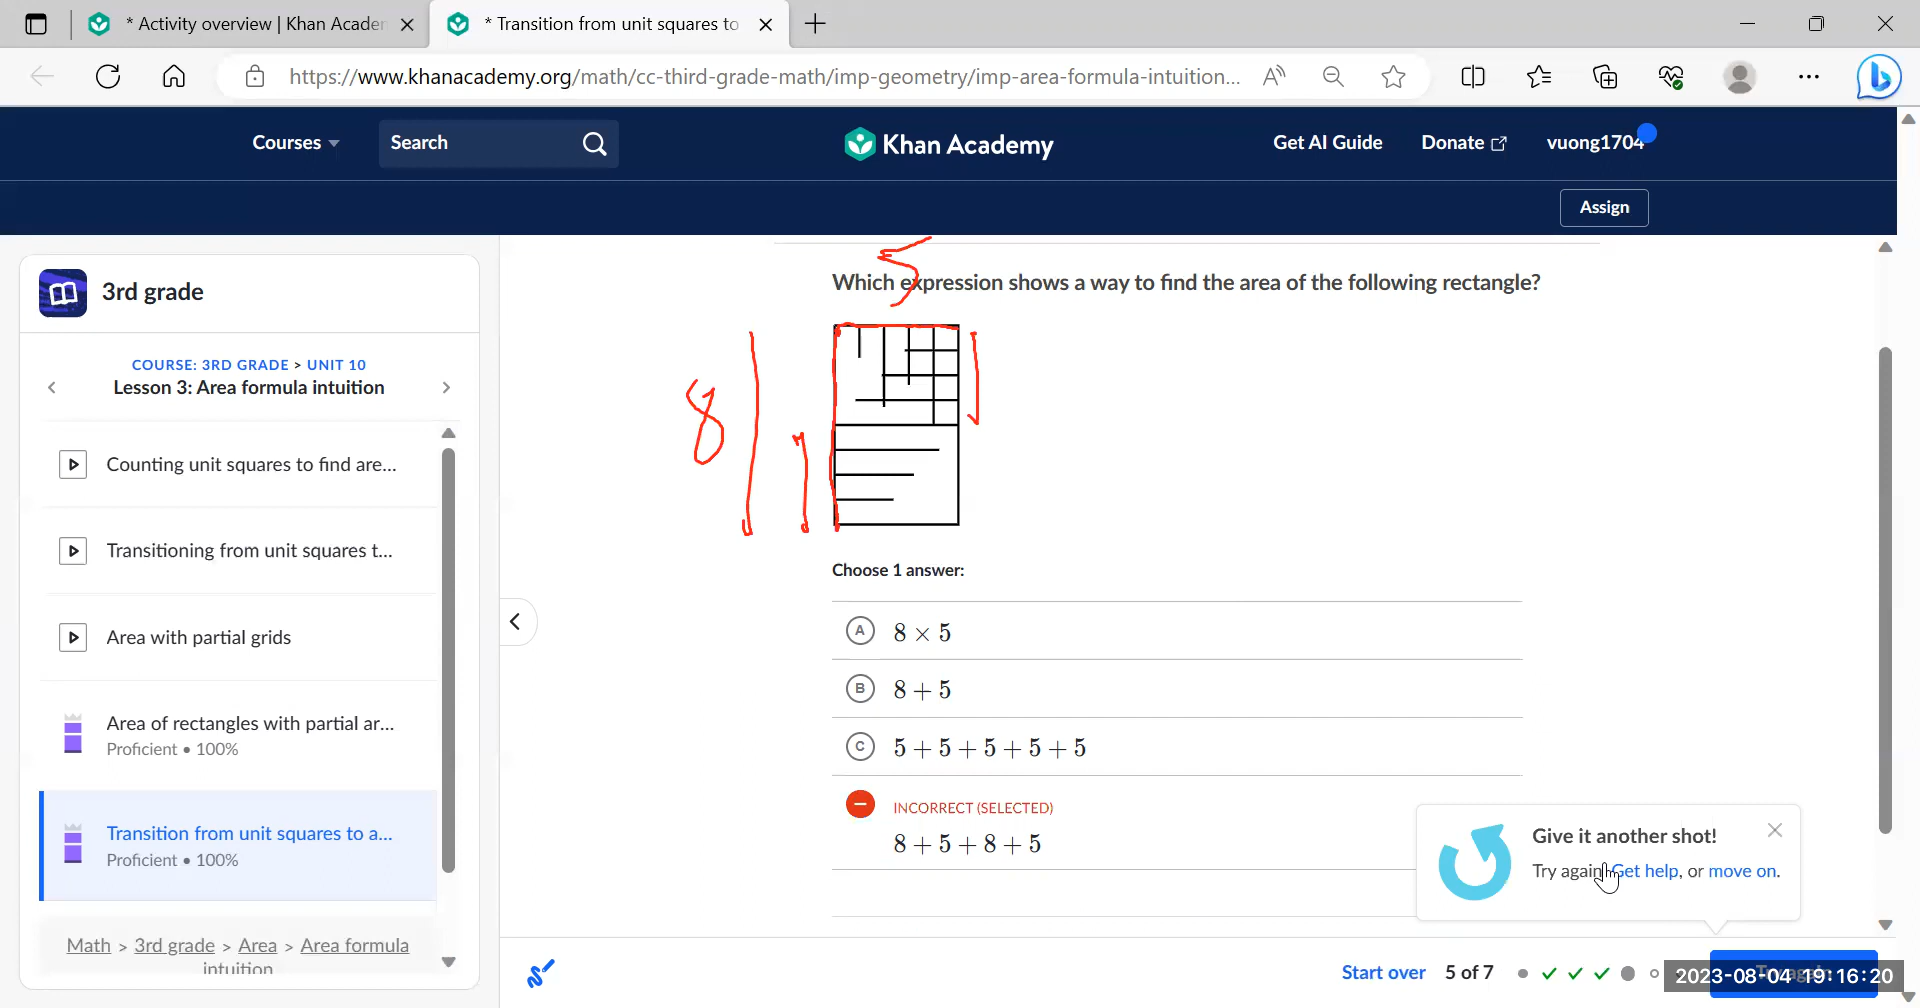 * Activity overview | Khan Acade
* Transition from unit squares to
https://www.khanacademy.org/math/cc-third-grade-math/imp-geometry/imp-area-formula-intuition...
Courses
Search
Khan Academy
Get AI Guide
Donate
vuong1704
Assign
3rd grade
COURSE: 3RD GRADE > UNIT 10
Lesson 3: Area formula intuition
Counting unit squares to find are...
Transitioning from unit squares t...
Area with partial grids
Area of rectangles with partial ar...
Proficient • 100%
Transition from unit squares to a...
Proficient • 100%
Math > 3rd grade > Area > Area formula
intuition
5
Which expression shows a way to find the area of the following rectangle?
8
Choose 1 answer:
A 8 × 5
B 8 + 5
C 5 + 5 + 5 + 5 + 5
INCORRECT (SELECTED)
8 + 5 + 8 + 5
Give it another shot!
Try again, Get help, or move on.
Start over
5 of 7
2023-08-04 19:16:20